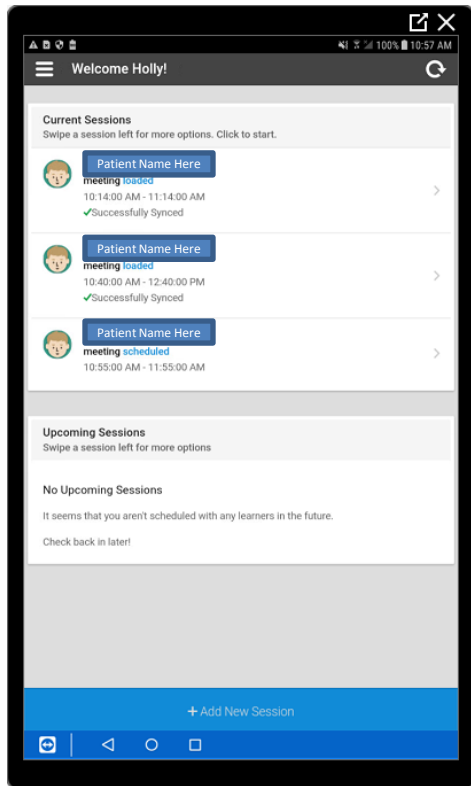 100% 10:57 AM
Welcome Holly!
Current Sessions
Swipe a session left for more options. Click to start.
Patient Name Here
meeting loaded
10:14:00 AM - 11:14:00 AM
✓Successfully Synced
Patient Name Here
meeting loaded
10:40:00 AM - 12:40:00 PM
✓Successfully Synced
Patient Name Here
meeting scheduled
10:55:00 AM - 11:55:00 AM
Upcoming Sessions
Swipe a session left for more options
No Upcoming Sessions
It seems that you aren't scheduled with any learners in the future.
Check back in later!
+ Add New Session